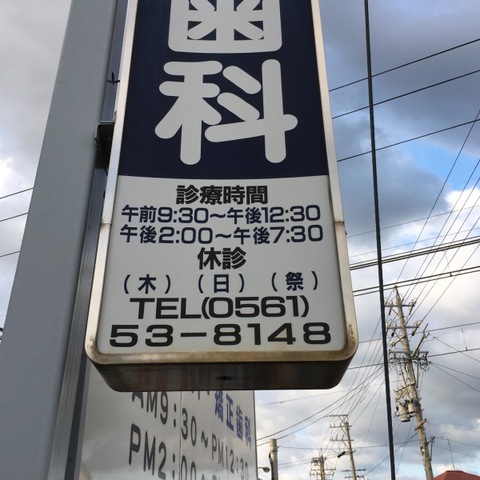 歯科
診療時間
午前9:30～午後12:30
午後2:00～午後7:30
休診
(木)(日)(祭)
TEL(0561)
53-8148
矯正歯科
AM9:30～PM12:30
PM2:00